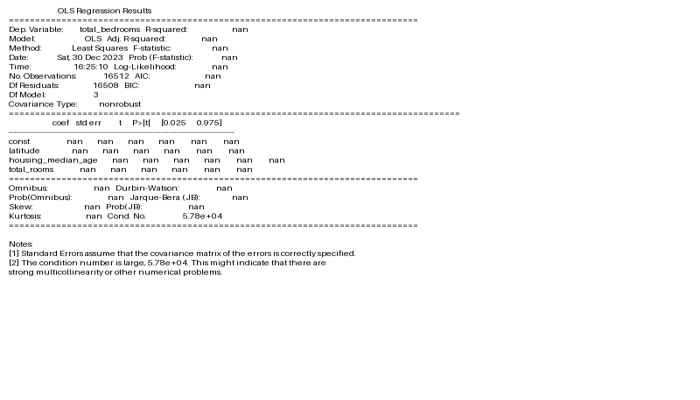 OLS Regression Results
==============================================================================
Dep. Variable: total_bedrooms R-squared: nan
Model: OLS Adj. R-squared: nan
Method: Least Squares F-statistic: nan
Date: Sat, 30 Dec 2023 Prob (F-statistic): nan
Time: 16:25:10 Log-Likelihood: nan
No. Observations: 16512 AIC: nan
Df Residuals: 16508 BIC: nan
Df Model: 3
Covariance Type: nonrobust
======================================================================================
coef std err t P>|t| [0.025 0.975]
--------------------------------------------------------------------------------------
const nan nan nan nan nan nan
latitude nan nan nan nan nan nan
housing_median_age nan nan nan nan nan nan
total_rooms nan nan nan nan nan nan
==============================================================================
Omnibus: nan Durbin-Watson: nan
Prob(Omnibus): nan Jarque-Bera (JB): nan
Skew: nan Prob(JB): nan
Kurtosis: nan Cond. No. 5.78e+04
==============================================================================
Notes:
[1] Standard Errors assume that the covariance matrix of the errors is correctly specified.
[2] The condition number is large, 5.78e+04. This might indicate that there are
strong multicollinearity or other numerical problems.